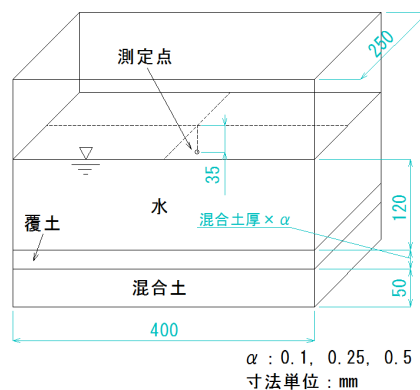 250
測定点
35
水
120
混合土厚×α
覆土
混合土
50
400
α：0.1, 0.25, 0.5
寸法単位：mm